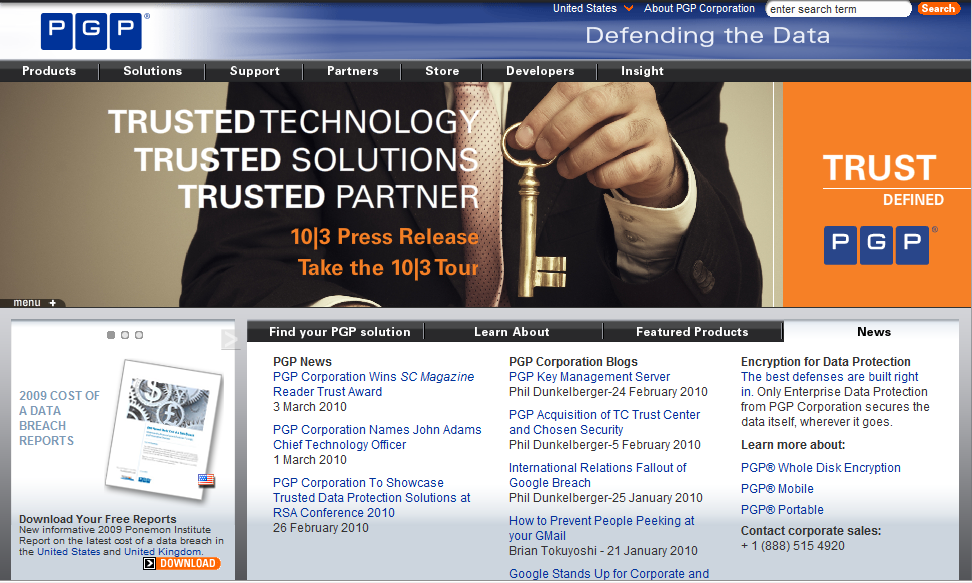 PGP®
United States
About PGP Corporation
enter search term
Search
Defending the Data
Products
Solutions
Support
Partners
Store
Developers
Insight
TRUSTED TECHNOLOGY
TRUSTED SOLUTIONS
TRUSTED PARTNER
10|3 Press Release
Take the 10|3 Tour
TRUST
DEFINED
PGP®
menu +
2009 COST OF
A DATA
BREACH
REPORTS
Download Your Free Reports
New informative 2009 Ponemon Institute
Report on the latest cost of a data breach in
the United States and United Kingdom.
DOWNLOAD
Find your PGP solution
Learn About
Featured Products
News
PGP News
PGP Corporation Wins SC Magazine
Reader Trust Award
3 March 2010
PGP Corporation Names John Adams
Chief Technology Officer
1 March 2010
PGP Corporation To Showcase
Trusted Data Protection Solutions at
RSA Conference 2010
26 February 2010
PGP Corporation Blogs
PGP Key Management Server
Phil Dunkelberger-24 February 2010
PGP Acquisition of TC Trust Center
and Chosen Security
Phil Dunkelberger-5 February 2010
International Relations Fallout of
Google Breach
Phil Dunkelberger-25 January 2010
How to Prevent People Peeking at
your GMail
Brian Tokuyoshi - 21 January 2010
Google Stands Up for Corporate and
Encryption for Data Protection
The best defenses are built right
in. Only Enterprise Data Protection
from PGP Corporation secures the
data itself, wherever it goes.
Learn more about:
PGP® Whole Disk Encryption
PGP® Mobile
PGP® Portable
Contact corporate sales:
+ 1 (888) 515 4920